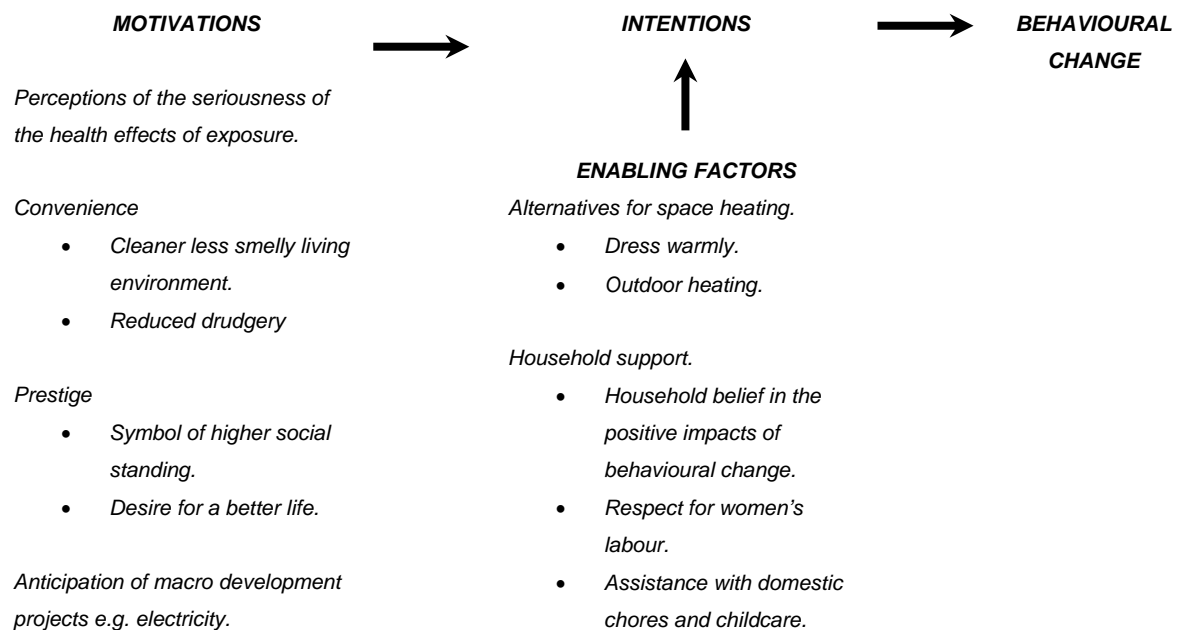 MOTIVATIONS
Perceptions of the seriousness of
the health effects of exposure.
Convenience
• Cleaner less smelly living
environment.
• Reduced drudgery
Prestige
• Symbol of higher social
standing.
• Desire for a better life.
Anticipation of macro development
projects e.g. electricity.
INTENTIONS
ENABLING FACTORS
Alternatives for space heating.
• Dress warmly.
• Outdoor heating.
Household support.
• Household belief in the
positive impacts of
behavioural change.
• Respect for women’s
labour.
• Assistance with domestic
chores and childcare.
BEHAVIOURAL
CHANGE